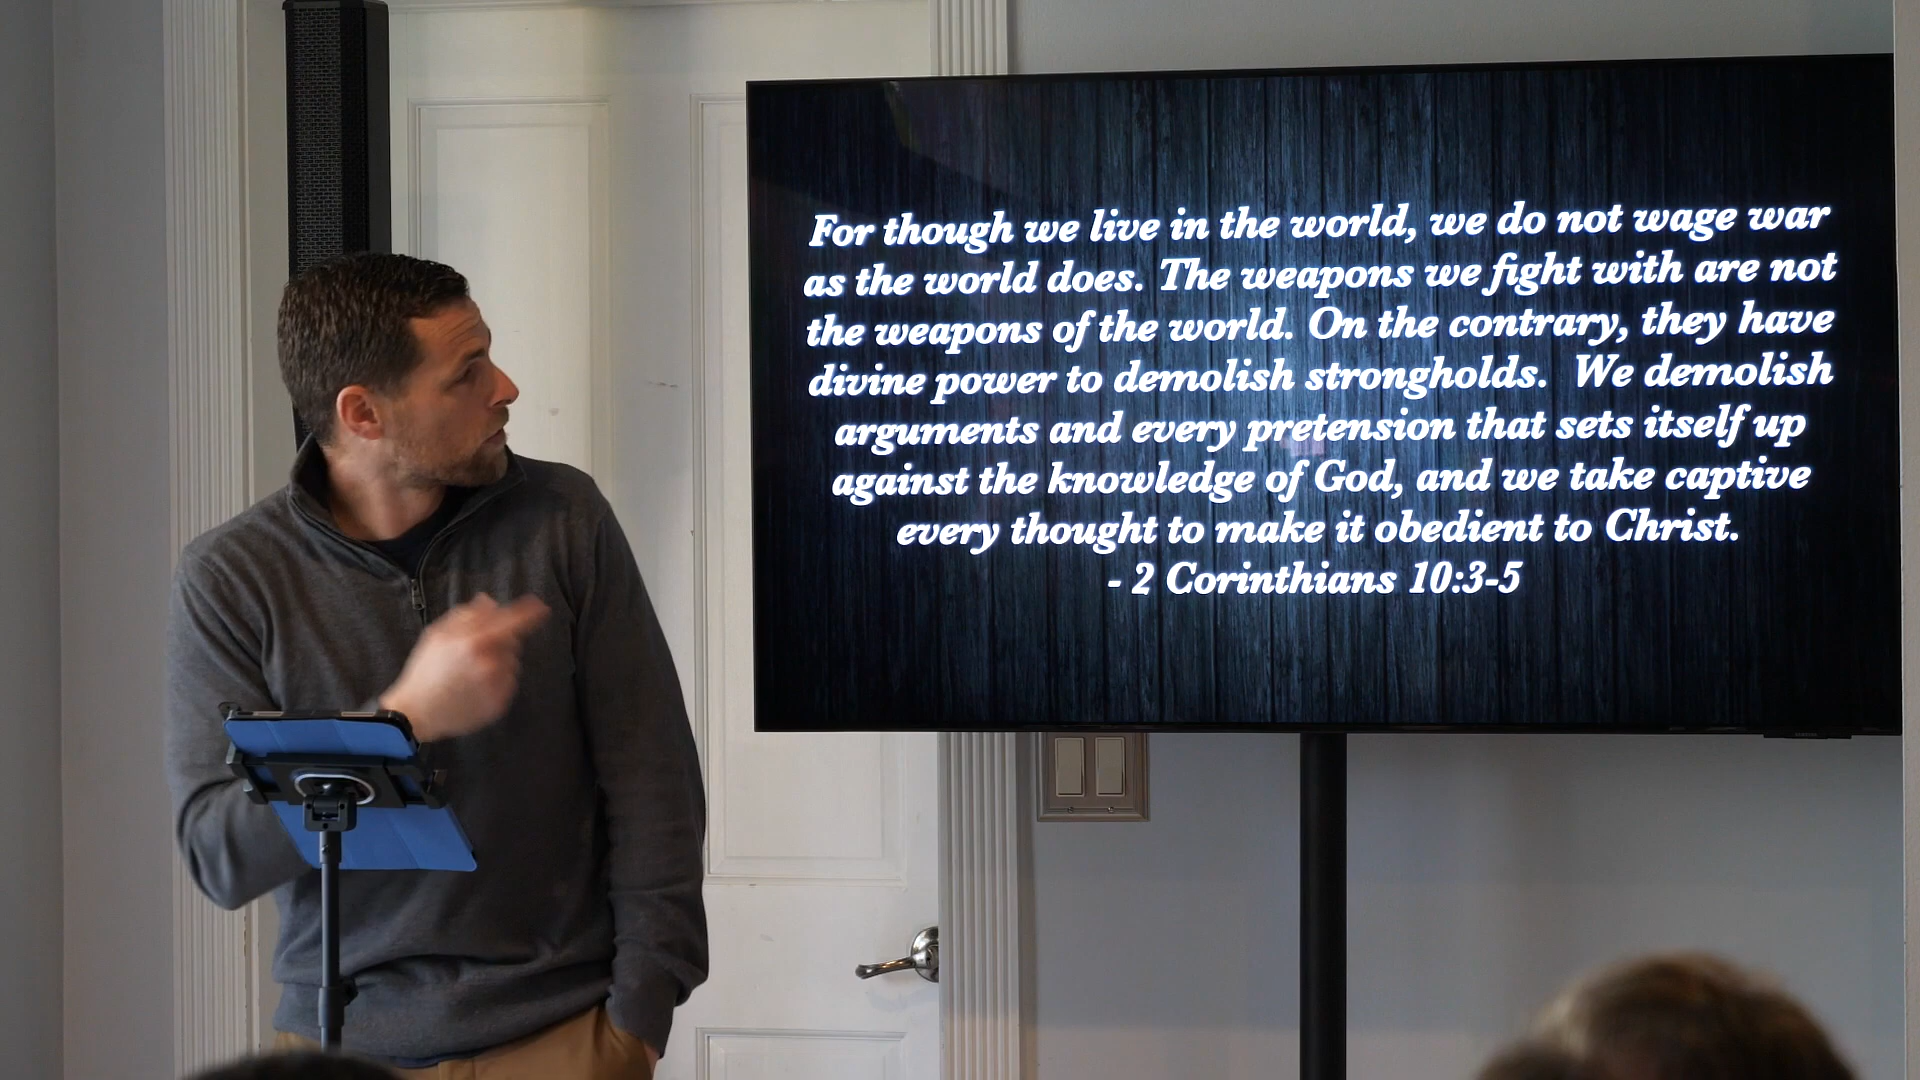 For though we live in the world, we do not wage war
as the world does. The weapons we fight with are not
the weapons of the world. On the contrary, they have
divine power to demolish strongholds.  We demolish
arguments and every pretension that sets itself up
against the knowledge of God, and we take captive
every thought to make it obedient to Christ.
- 2 Corinthians 10:3-5